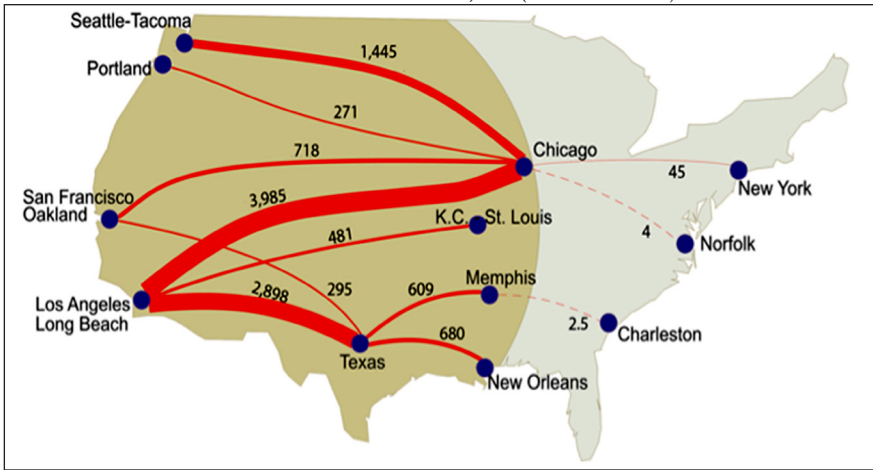 Seattle-Tacoma
1,445
Portland
271
718
Chicago
45
New York
San Francisco
Oakland
3,985
K.C.
St. Louis
481
4
Norfolk
Los Angeles
Long Beach
2,898
295
609
Memphis
2.5
Charleston
680
Texas
New Orleans